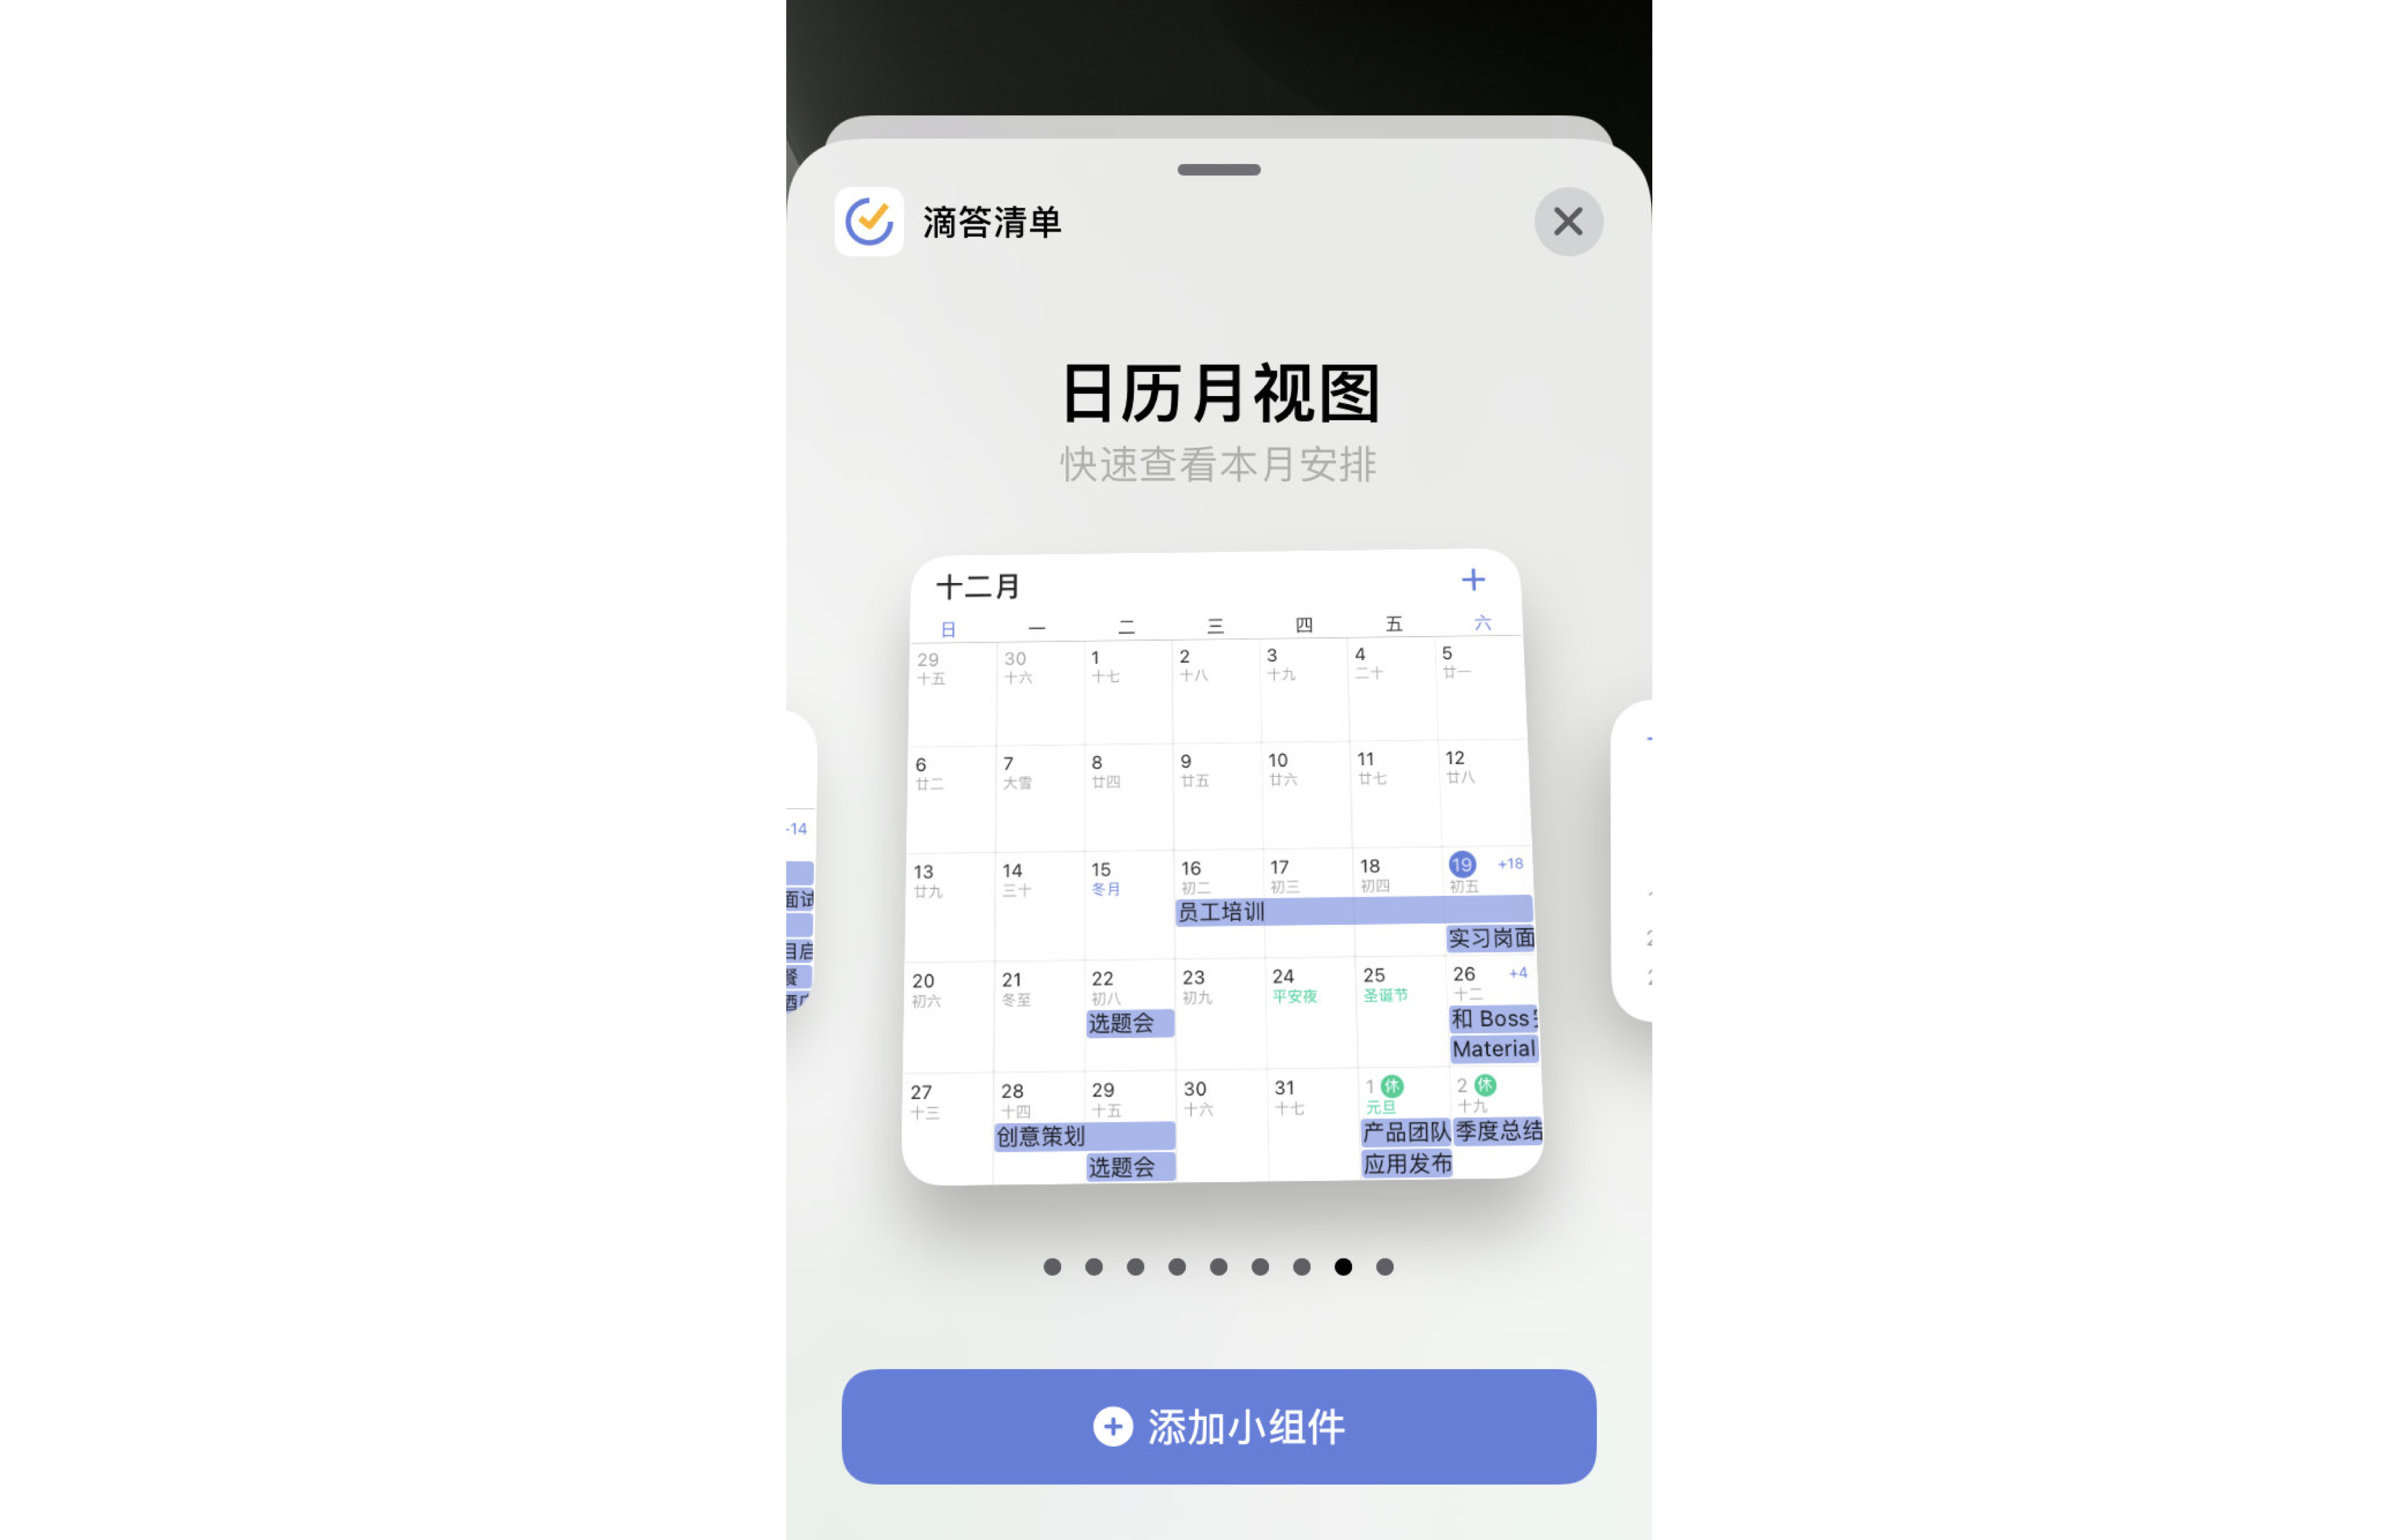 滴答清单
日历月视图
快速查看本月安排
十二月
日 一 二 三 四 五 六
29 30 1 2 3 4 5
十五 十六 十七 十八 十九 二十 廿一
6 7 8 9 10 11 12
廿二 大雪 廿四 廿五 廿六 廿七 廿八
-14
13 14 15 16 17 18 19 +18
廿九 三十 冬月 初二 初三 初四 初五
员工培训
面试
实习岗面
餐
20 21 22 23 24 25 26 +4
初六 冬至 初八 初九 平安夜 圣诞节 十二
选题会 和 Boss
Material
27 28 29 30 31 1 休 2 休
十三 十四 十五 十六 十七 元旦 十九
创意策划 产品团队 季度总结
选题会 应用发布
添加小组件